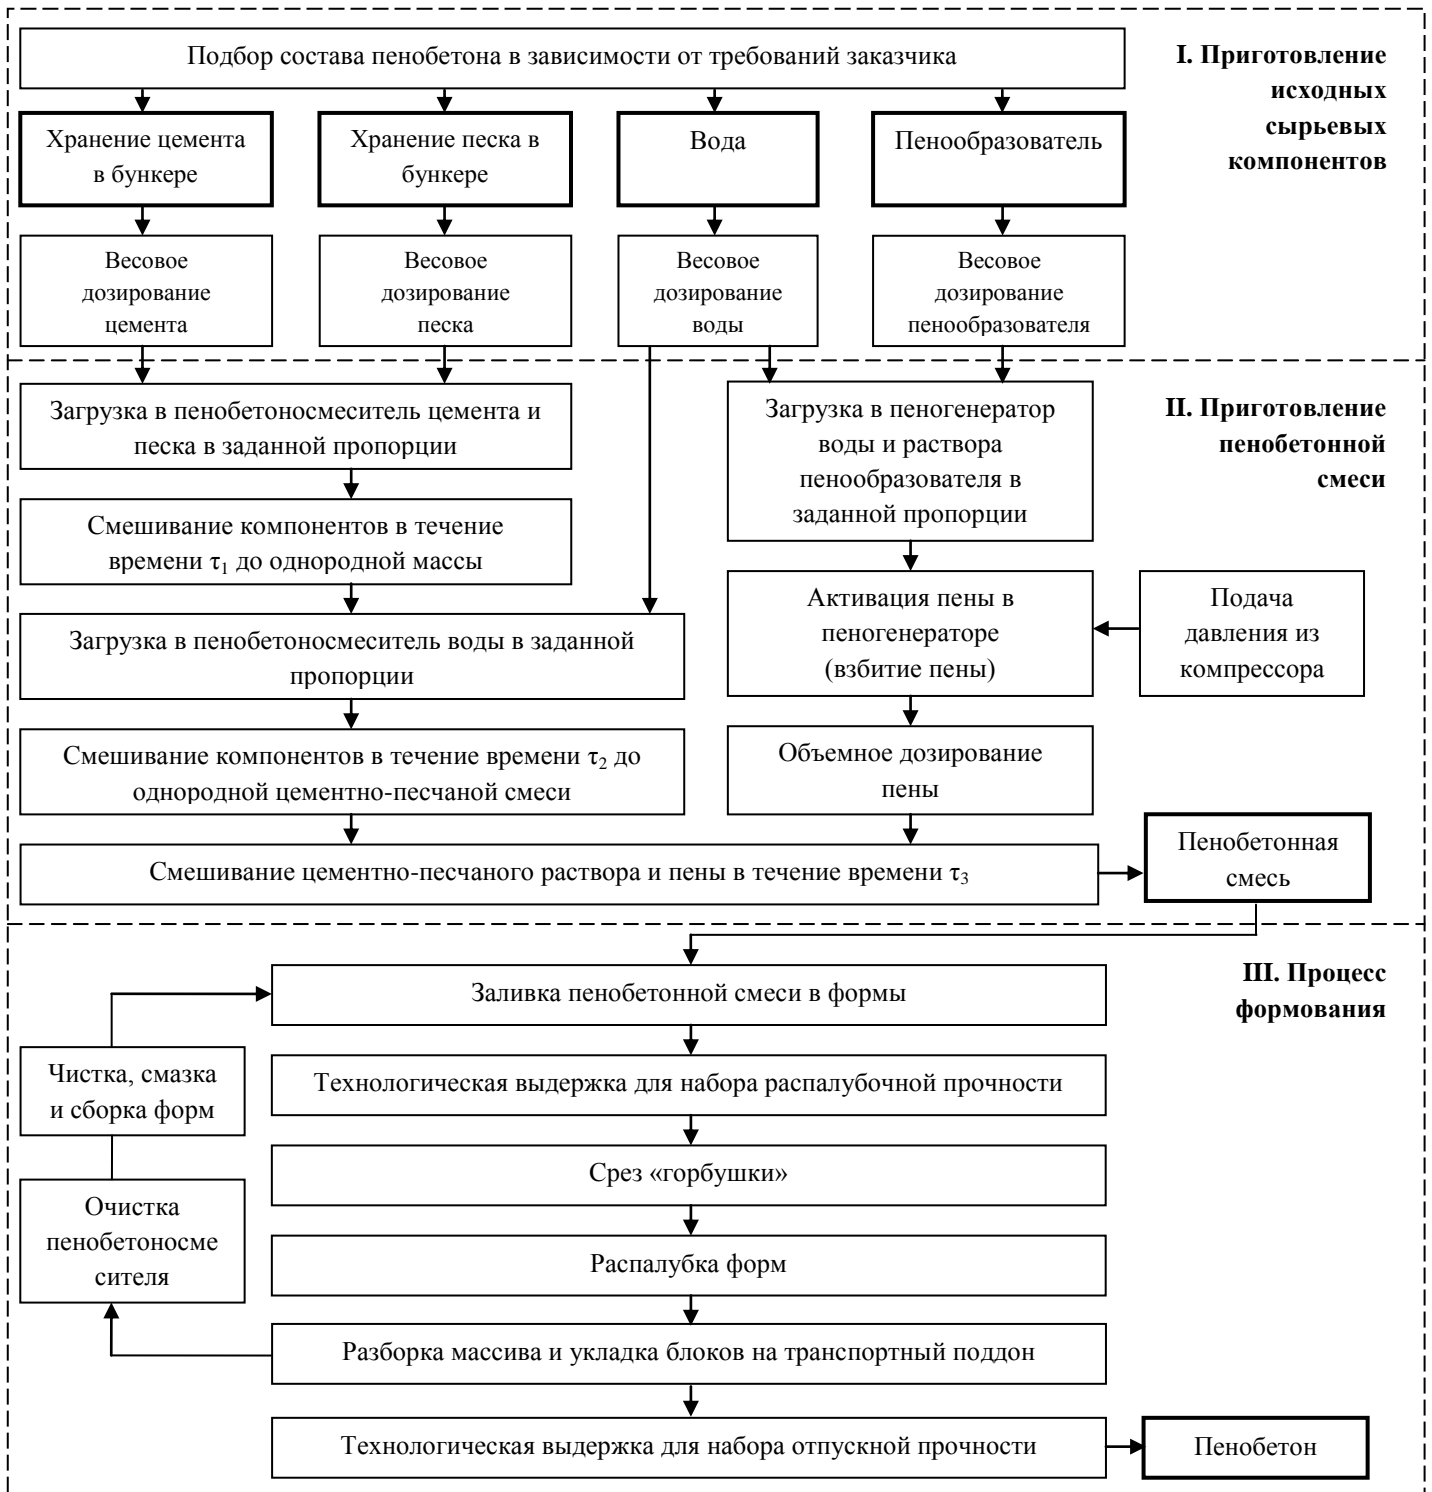 Подбор состава пенобетона в зависимости от требований заказчика
I. Приготовление
исходных
сырьевых
компонентов
Хранение цемента
в бункере
Хранение песка в
бункере
Вода
Пенообразователь
Весовое
дозирование
цемента
Весовое
дозирование
песка
Весовое
дозирование
воды
Весовое
дозирование
пенообразователя
II. Приготовление
пенобетонной
смеси
Загрузка в пенобетоносмеситель цемента и
песка в заданной пропорции
Загрузка в пеногенератор
воды и раствора
пенообразователя в
заданной пропорции
Смешивание компонентов в течение
времени τ₁ до однородной массы
Активация пены в
пеногенераторе
(взбитие пены)
Подача
давления из
компрессора
Загрузка в пенобетоносмеситель воды в заданной
пропорции
Смешивание компонентов в течение времени τ₂ до
однородной цементно-песчаной смеси
Объемное дозирование
пены
Смешивание цементно-песчаного раствора и пены в течение времени τ₃
Пенобетонная
смесь
III. Процесс
формования
Заливка пенобетонной смеси в формы
Чистка, смазка
и сборка форм
Технологическая выдержка для набора распалубочной прочности
Срез «горбушки»
Очистка
пенобетоносме
сителя
Распалубка форм
Разборка массива и укладка блоков на транспортный поддон
Технологическая выдержка для набора отпускной прочности
Пенобетон